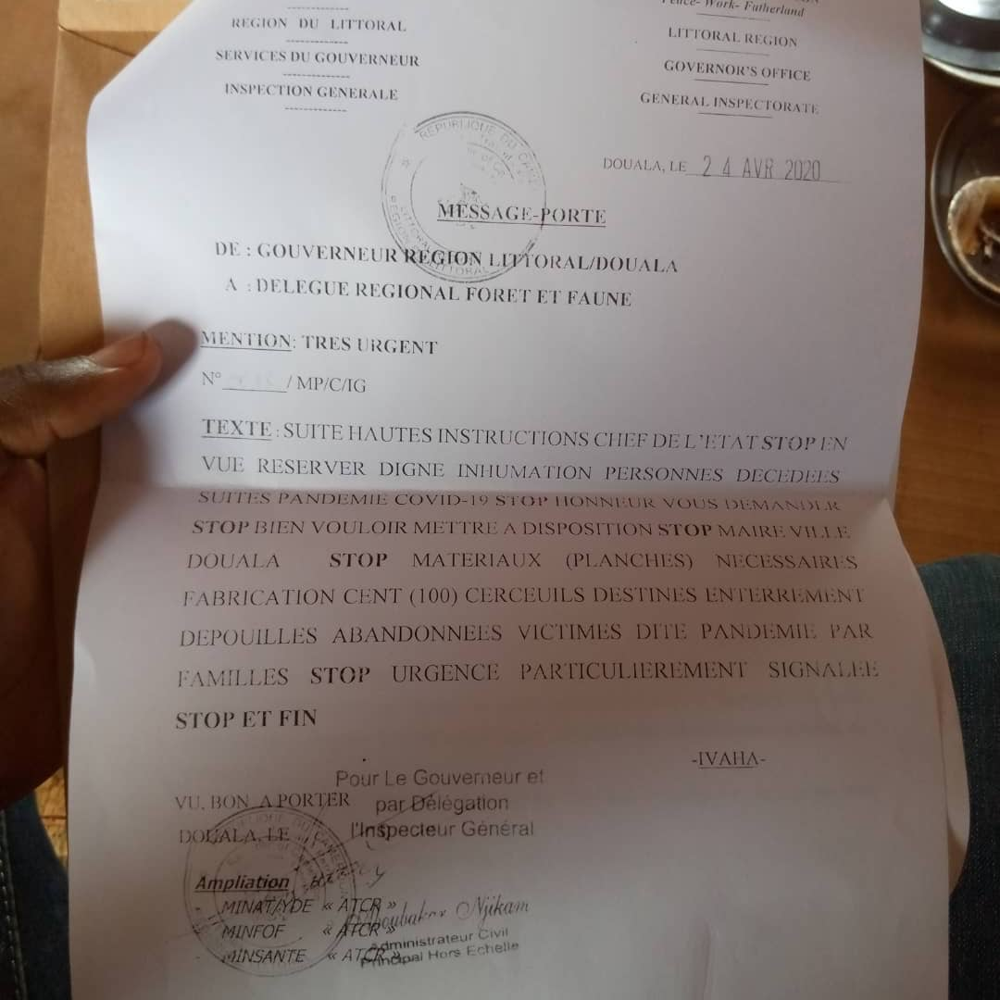 Peace- Work- Fatherland
REGION DU LITTORAL
LITTORAL REGION
SERVICES DU GOUVERNEUR
GOVERNOR'S OFFICE
INSPECTION GENERALE
GENERAL INSPECTORATE
REPUBLIQUE DU
REGION LITTORAL
DOUALA, LE 24 AVR 2020
MESSAGE-PORTE
DE : GOUVERNEUR REGION LITTORAL/DOUALA
A : DELEGUE REGIONAL FORET ET FAUNE
MENTION: TRES URGENT
N° / MP/C/IG
TEXTE : SUITE HAUTES INSTRUCTIONS CHEF DE L'ETAT STOP EN
VUE RESERVER DIGNE INHUMATION PERSONNES DECEDEES
SUITES PANDEMIE COVID-19 STOP HONNEUR VOUS DEMANDER
STOP BIEN VOULOIR METTRE A DISPOSITION STOP MAIRE VILLE
DOUALA STOP MATERIAUX (PLANCHES) NECESSAIRES
FABRICATION CENT (100) CERCEUILS DESTINES ENTERREMENT
DEPOUILLES ABANDONNEES VICTIMES DITE PANDEMIE PAR
FAMILLES STOP URGENCE PARTICULIEREMENT SIGNALEE
STOP ET FIN
-IVAHA-
Pour Le Gouverneur et
VU, BON A PORTER par Délégation
DOUALA, LE l'Inspecteur Général
Ampliation
MINAT/YDE « ATCR »
MINFOF « ATCR »
- MINSANTE « ATCR »
Aboubakar Njikam
Administrateur Civil
Principal Hors Echelle